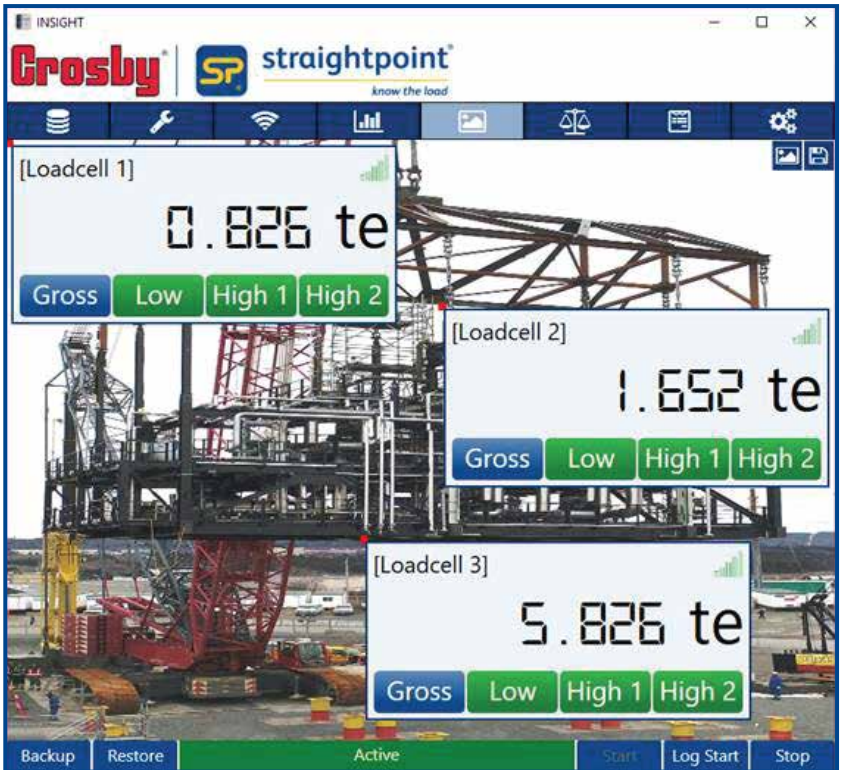 INSIGHT
Crosby
SP
straightpoint
know the load
[Loadcell 1]
0.826 te
Gross Low High 1 High 2
[Loadcell 2]
1.652 te
Gross Low High 1 High 2
[Loadcell 3]
5.826 te
Gross Low High 1 High 2
Backup Restore Active Start Log Start Stop